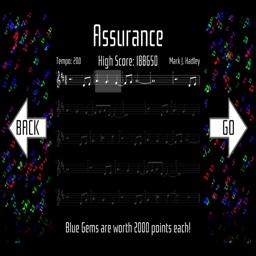 Assurance
Tempo: 200 High Score: 188650 Mark J. Hadley
BACK GO
Blue Gems are worth 2000 points each!